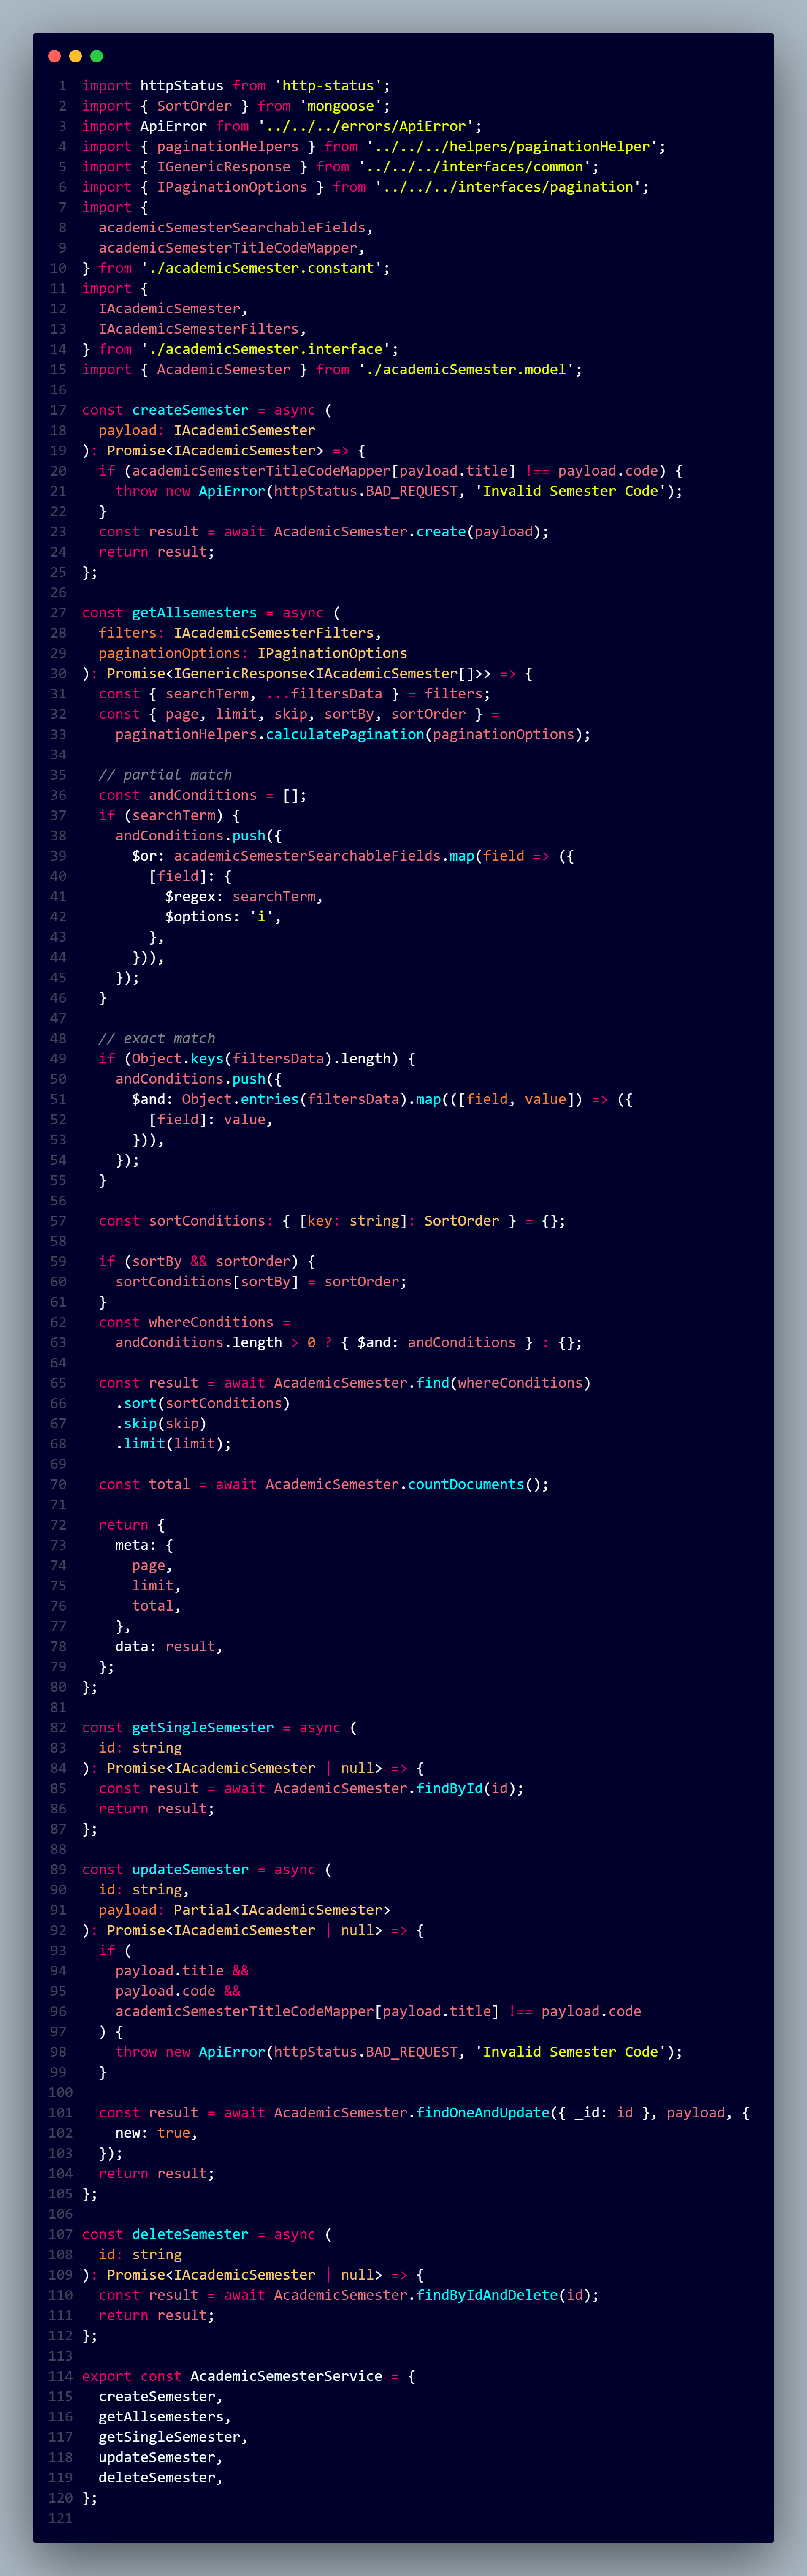 1 import httpStatus from 'http-status';
2 import { SortOrder } from 'mongoose';
3 import ApiError from '../../../errors/ApiError';
4 import { paginationHelpers } from '../../../helpers/paginationHelper';
5 import { IGenericResponse } from '../../../interfaces/common';
6 import { IPaginationOptions } from '../../../interfaces/pagination';
7 import {
8   academicSemesterSearchableFields,
9   academicSemesterTitleCodeMapper,
10 } from './academicSemester.constant';
11 import {
12   IAcademicSemester,
13   IAcademicSemesterFilters,
14 } from './academicSemester.interface';
15 import { AcademicSemester } from './academicSemester.model';
16
17 const createSemester = async (
18   payload: IAcademicSemester
19 ): Promise<IAcademicSemester> => {
20   if (academicSemesterTitleCodeMapper[payload.title] !== payload.code) {
21     throw new ApiError(httpStatus.BAD_REQUEST, 'Invalid Semester Code');
22   }
23   const result = await AcademicSemester.create(payload);
24   return result;
25 };
26
27 const getAllsemesters = async (
28   filters: IAcademicSemesterFilters,
29   paginationOptions: IPaginationOptions
30 ): Promise<IGenericResponse<IAcademicSemester[]>> => {
31   const { searchTerm, ...filtersData } = filters;
32   const { page, limit, skip, sortBy, sortOrder } =
33     paginationHelpers.calculatePagination(paginationOptions);
34
35   // partial match
36   const andConditions = [];
37   if (searchTerm) {
38     andConditions.push({
39       $or: academicSemesterSearchableFields.map(field => ({
40         [field]: {
41           $regex: searchTerm,
42           $options: 'i',
43         },
44       })),
45     });
46   }
47
48   // exact match
49   if (Object.keys(filtersData).length) {
50     andConditions.push({
51       $and: Object.entries(filtersData).map(([field, value]) => ({
52         [field]: value,
53       })),
54     });
55   }
56
57   const sortConditions: { [key: string]: SortOrder } = {};
58
59   if (sortBy && sortOrder) {
60     sortConditions[sortBy] = sortOrder;
61   }
62   const whereConditions =
63     andConditions.length > 0 ? { $and: andConditions } : {};
64
65   const result = await AcademicSemester.find(whereConditions)
66     .sort(sortConditions)
67     .skip(skip)
68     .limit(limit);
69
70   const total = await AcademicSemester.countDocuments();
71
72   return {
73     meta: {
74       page,
75       limit,
76       total,
77     },
78     data: result,
79   };
80 };
81
82 const getSingleSemester = async (
83   id: string
84 ): Promise<IAcademicSemester | null> => {
85   const result = await AcademicSemester.findById(id);
86   return result;
87 };
88
89 const updateSemester = async (
90   id: string,
91   payload: Partial<IAcademicSemester>
92 ): Promise<IAcademicSemester | null> => {
93   if (
94     payload.title &&
95     payload.code &&
96     academicSemesterTitleCodeMapper[payload.title] !== payload.code
97   ) {
98     throw new ApiError(httpStatus.BAD_REQUEST, 'Invalid Semester Code');
99   }
100
101   const result = await AcademicSemester.findOneAndUpdate({ _id: id }, payload, {
102     new: true,
103   });
104   return result;
105 };
106
107 const deleteSemester = async (
108   id: string
109 ): Promise<IAcademicSemester | null> => {
110   const result = await AcademicSemester.findByIdAndDelete(id);
111   return result;
112 };
113
114 export const AcademicSemesterService = {
115   createSemester,
116   getAllsemesters,
117   getSingleSemester,
118   updateSemester,
119   deleteSemester,
120 };
121